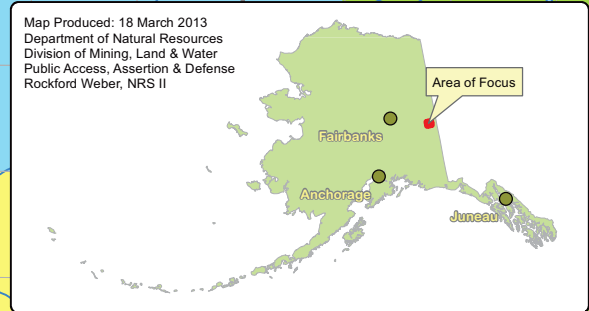 Map Produced: 18 March 2013
Department of Natural Resources
Division of Mining, Land & Water
Public Access, Assertion & Defense
Rockford Weber, NRS II
Area of Focus
Fairbanks
Anchorage
Juneau